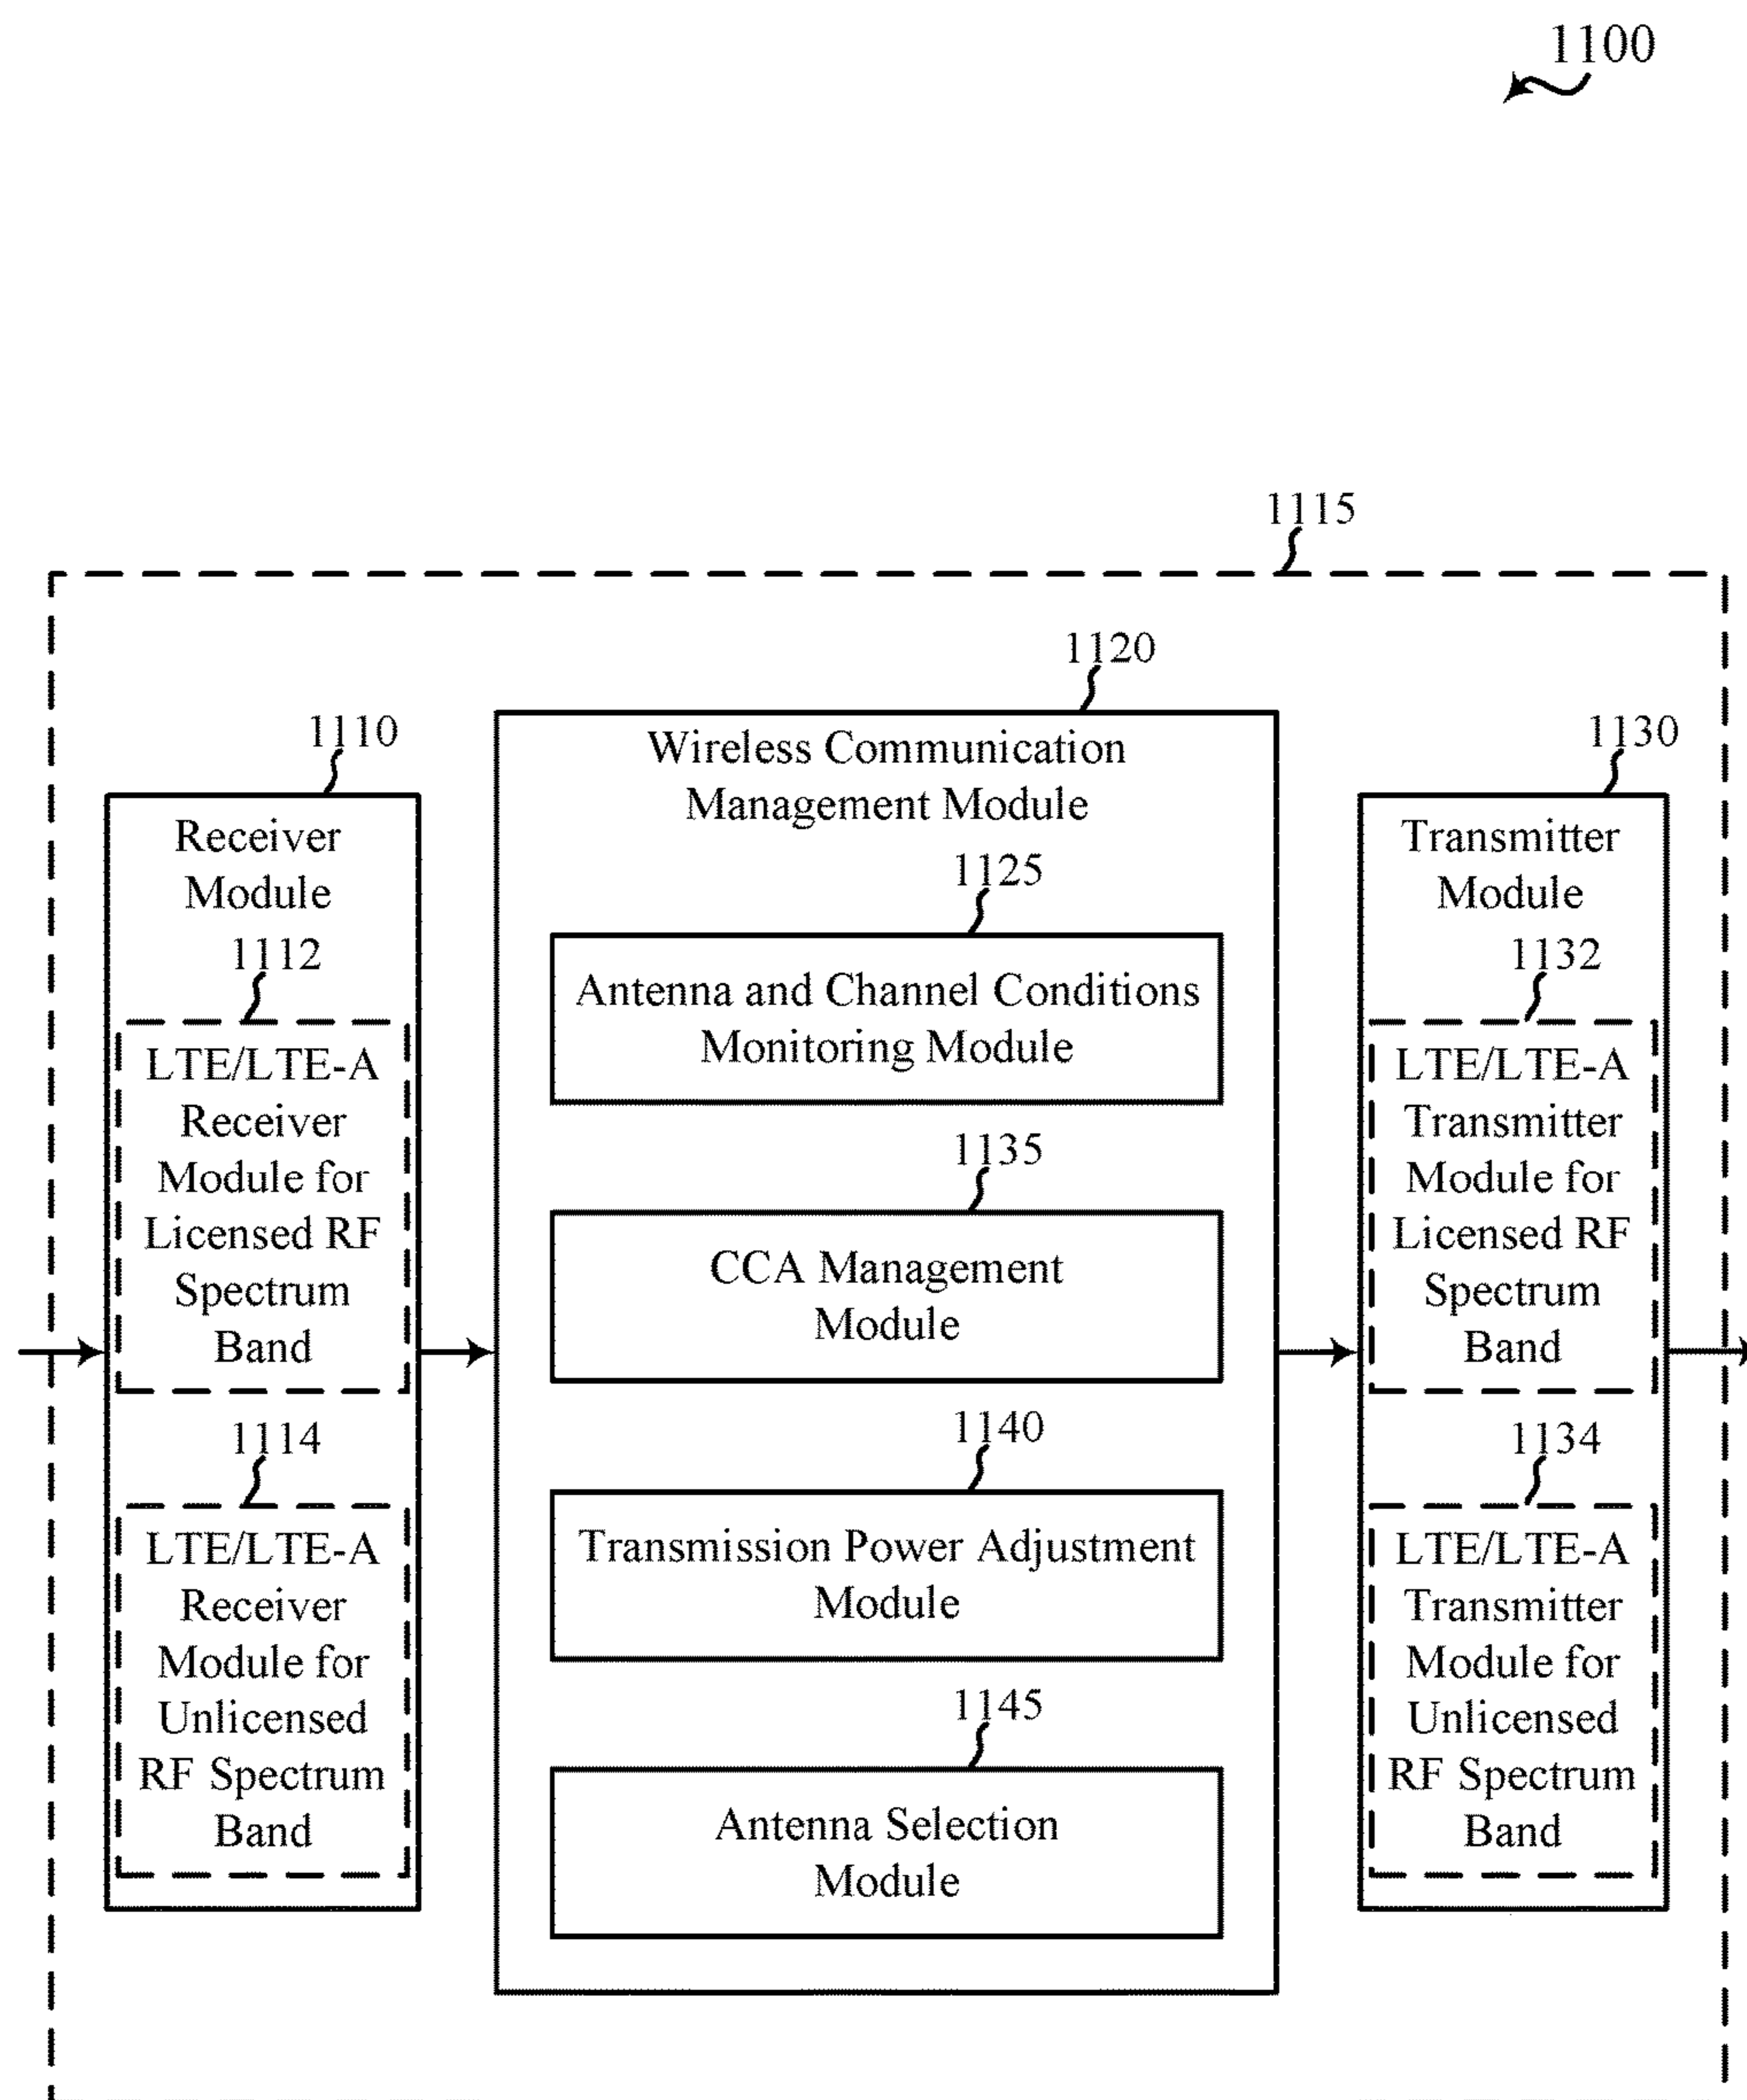 1100
1115
1120
1110
1130
Wireless Communication
Management Module
Receiver
Module
Transmitter
Module
1125
Antenna and Channel Conditions
Monitoring Module
1112
LTE/LTE-A
Receiver
Module for
Licensed RF
Spectrum
Band
1132
LTE/LTE-A
Transmitter
Module for
Licensed RF
Spectrum
Band
1135
CCA Management
Module
1140
Transmission Power Adjustment
Module
1114
LTE/LTE-A
Receiver
Module for
Unlicensed
RF Spectrum
Band
1134
LTE/LTE-A
Transmitter
Module for
Unlicensed
RF Spectrum
Band
1145
Antenna Selection
Module